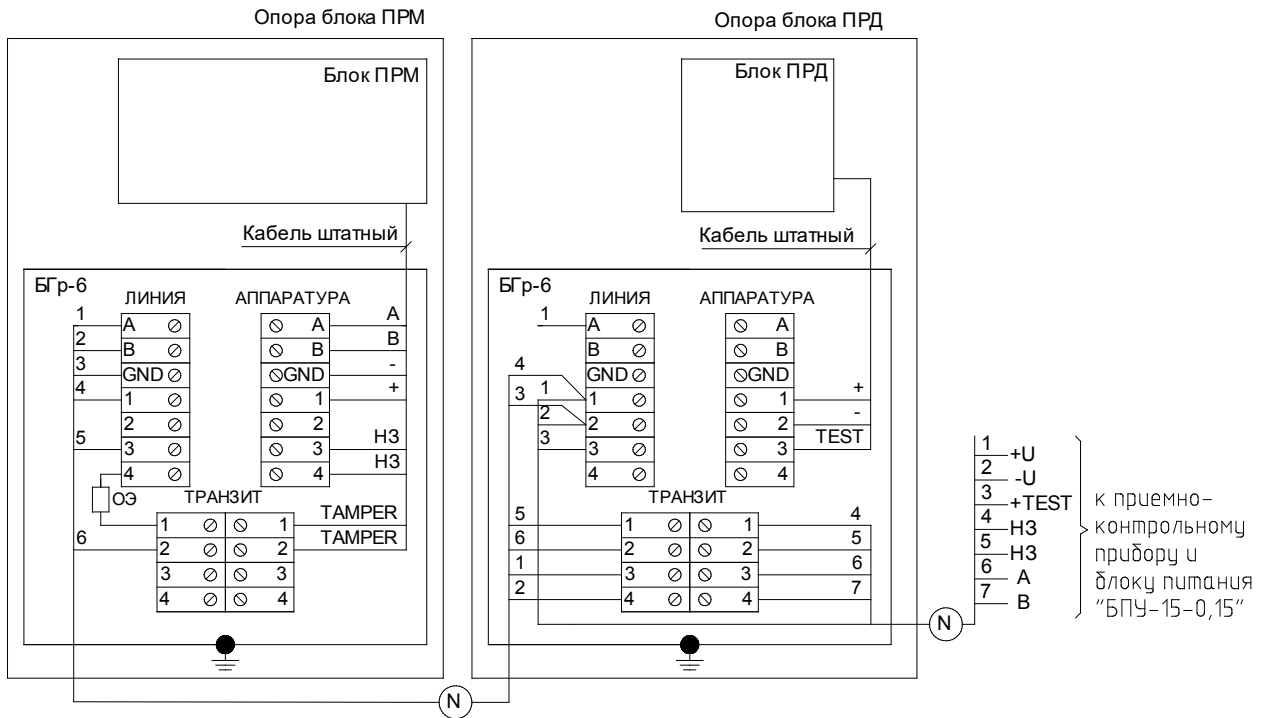 Опора блока ПРМ
Блок ПРМ
Кабель штатный
БГр-6
ЛИНИЯ АППАРАТУРА
1 A A A
2 B B B
3 GND GND -
4 1 1 +
2 2
5 3 3 НЗ
4 4 НЗ
ОЭ
ТРАНЗИТ
1 1 TAMPER
6 2 2 TAMPER
3 3
4 4
N
Опора блока ПРД
Блок ПРД
Кабель штатный
БГр-6
ЛИНИЯ АППАРАТУРА
1 A A
B B
4 GND GND
3 1 1 1 +
2 2 2 -
3 3 3 TEST
4 4
ТРАНЗИТ
5 1 1 4
6 2 2 5
1 3 3 6
2 4 4 7
N
1 +U
2 -U
3 +TEST
4 НЗ
5 НЗ
6 A
7 B
к приемно-
контрольному
прибору и
блоку питания
"БПУ-15-0,15"